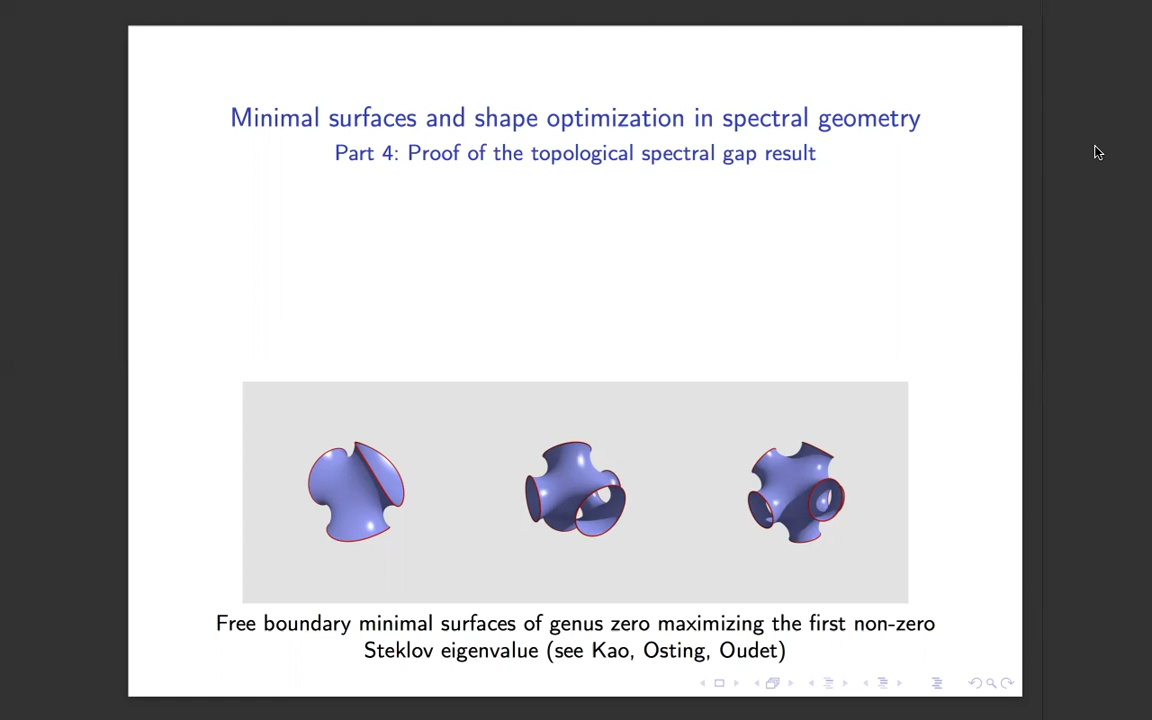 Minimal surfaces and shape optimization in spectral geometry
Part 4: Proof of the topological spectral gap result
Free boundary minimal surfaces of genus zero maximizing the first non-zero
Steklov eigenvalue (see Kao, Osting, Oudet)